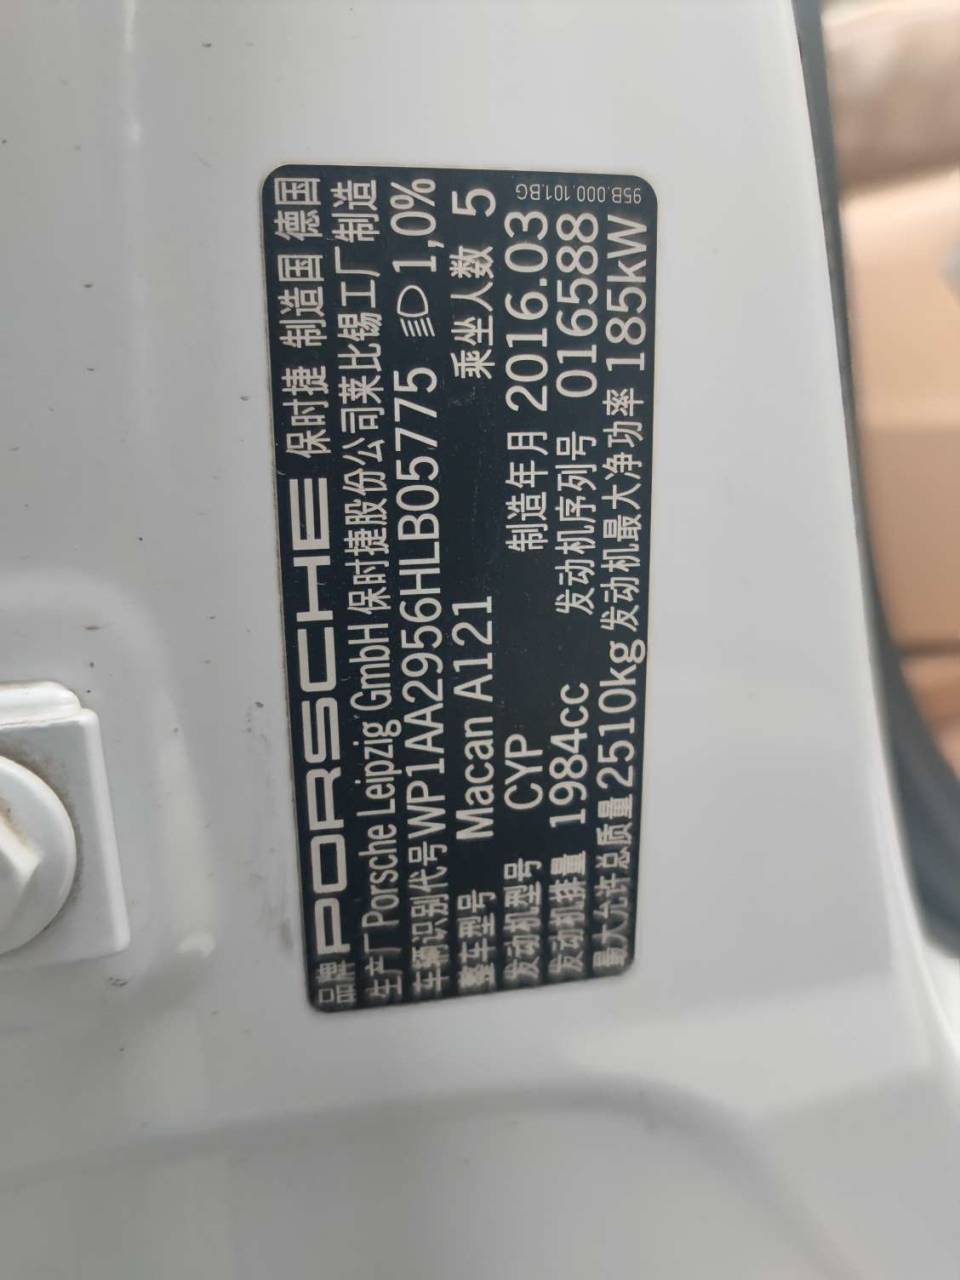 品牌 PORSCHE 保时捷 制造国 德国
生产厂 Porsche Leipzig GmbH 保时捷股份公司莱比锡工厂制造
车辆识别代号 WP1AA2956HLB05775 1,0%
整车型号 Macan A121 乘坐人数 5
发动机型号 CYP 制造年月 2016.03
发动机排量 1984cc 发动机序列号 016588
最大允许总质量 2510kg 发动机最大净功率 185kW
95B.000.101.BG